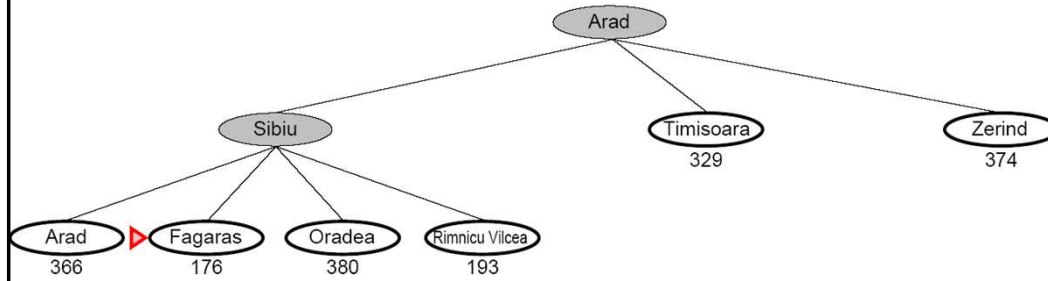 Arad
Sibiu
Timisoara
Zerind
329
374
Arad
Fagaras
Oradea
Rimnicu Vilcea
366
176
380
193